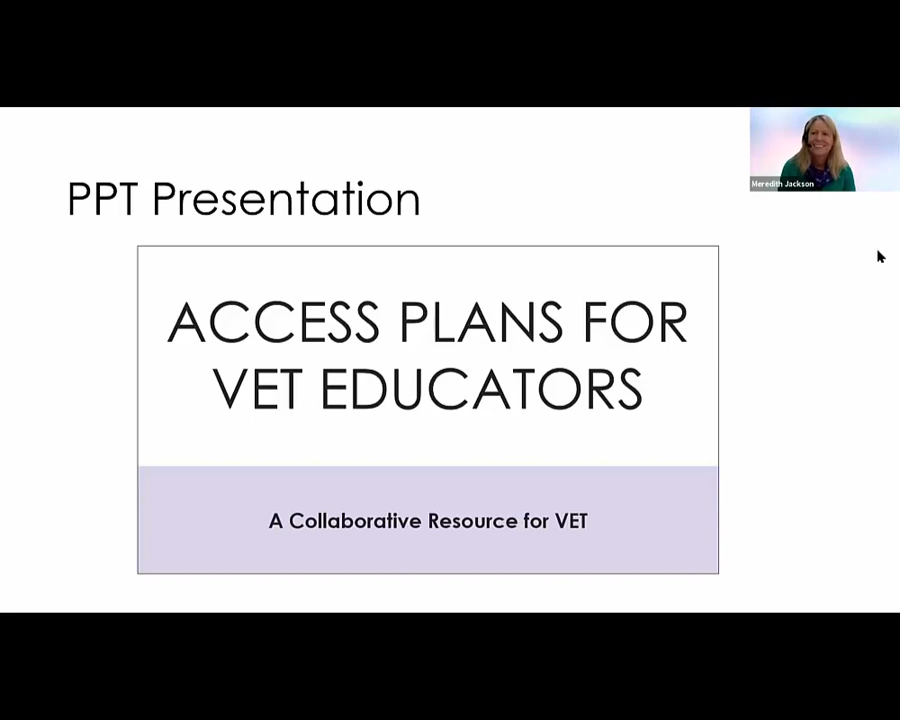 PPT Presentation
Meredith Jackson
ACCESS PLANS FOR
VET EDUCATORS
A Collaborative Resource for VET